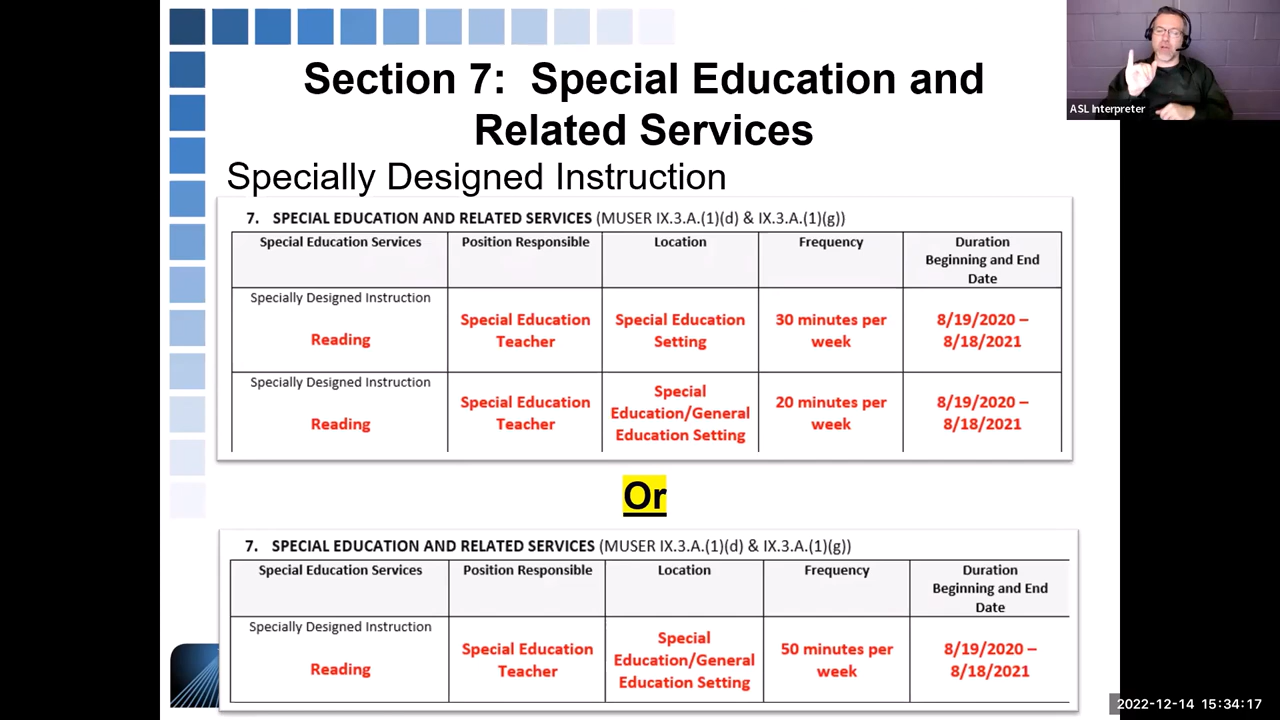 Section 7: Special Education and
Related Services
ASL Interpreter
Specially Designed Instruction
7. SPECIAL EDUCATION AND RELATED SERVICES (MUSER IX.3.A.(1)(d) & IX.3.A.(1)(g))
Special Education Services Position Responsible Location Frequency Duration
Beginning and End
Date
Specially Designed Instruction
Reading
Special Education
Teacher
Special Education
Setting
30 minutes per
week
8/19/2020 –
8/18/2021
Specially Designed Instruction
Reading
Special Education
Teacher
Special
Education/General
Education Setting
20 minutes per
week
8/19/2020 –
8/18/2021
Or
7. SPECIAL EDUCATION AND RELATED SERVICES (MUSER IX.3.A.(1)(d) & IX.3.A.(1)(g))
Special Education Services Position Responsible Location Frequency Duration
Beginning and End
Date
Specially Designed Instruction
Reading
Special Education
Teacher
Special
Education/General
Education Setting
50 minutes per
week
8/19/2020 –
8/18/2021
2022-12-14 15:34:17